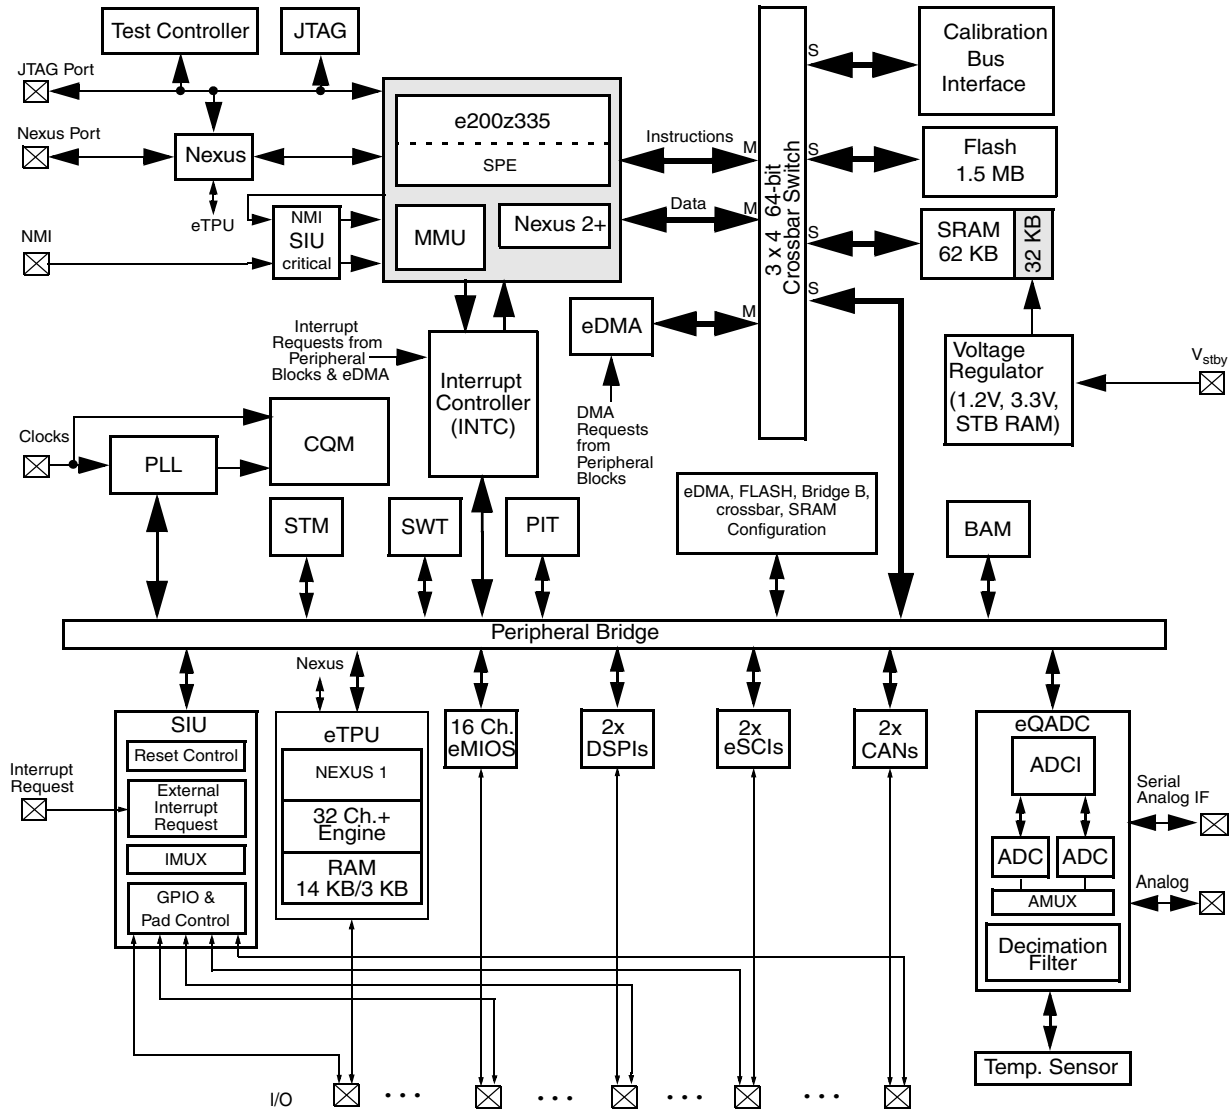 Test Controller
JTAG
JTAG Port
Nexus Port
Nexus
eTPU
NMI
NMI
SIU
critical
e200z335
SPE
MMU
Nexus 2+
Instructions
Data
M
M
M
S
S
S
S
3 x 4 64-bit
Crossbar Switch
Calibration
Bus
Interface
Flash
1.5 MB
SRAM
62 KB
32 KB
eDMA
DMA
Requests
from
Peripheral
Blocks
Voltage
Regulator
(1.2V, 3.3V,
STB RAM)
Vstby
Interrupt
Requests from
Peripheral
Blocks & eDMA
Interrupt
Controller
(INTC)
Clocks
PLL
CQM
STM
SWT
PIT
eDMA, FLASH, Bridge B,
crossbar, SRAM
Configuration
BAM
Peripheral Bridge
SIU
Reset Control
External
Interrupt
Request
IMUX
GPIO &
Pad Control
Interrupt
Request
Nexus
eTPU
NEXUS 1
32 Ch.+
Engine
RAM
14 KB/3 KB
16 Ch.
eMIOS
2x
DSPIs
2x
eSCIs
2x
CANs
eQADC
ADCI
ADC
ADC
AMUX
Decimation
Filter
Serial
Analog IF
Analog
Temp. Sensor
I/O
. . .
. . .
. . .
. . .